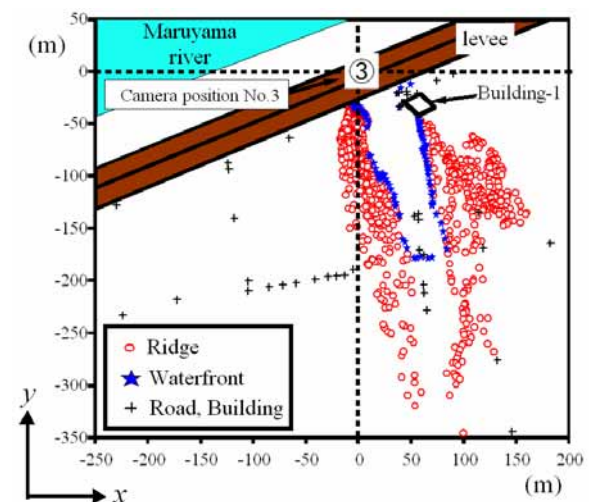 (m)
50
0
-50
-100
-150
-200
-250
-300
-350
Maruyama
river
③
levee
Camera position No.3
Building-1
Ridge
Waterfront
Road, Building
y
x
-250 -200 -150 -100 -50 0 50 100 150 200
(m)